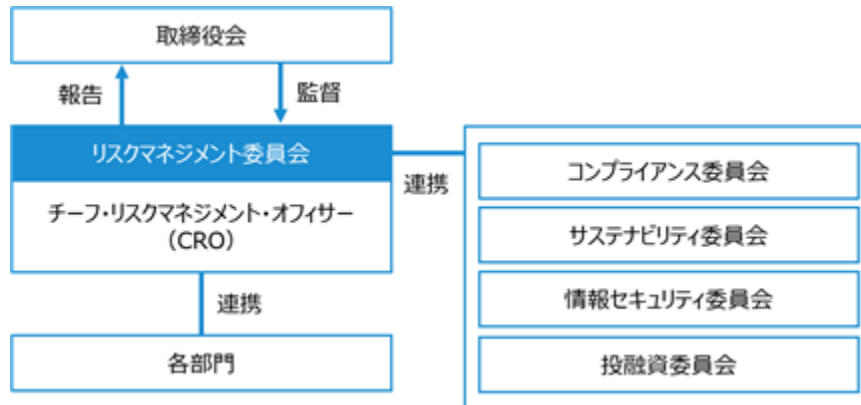 取締役会
報告
監督
リスクマネジメント委員会
チーフ・リスクマネジメント・オフィサー
（CRO）
連携
各部門
連携
コンプライアンス委員会
サステナビリティ委員会
情報セキュリティ委員会
投融資委員会